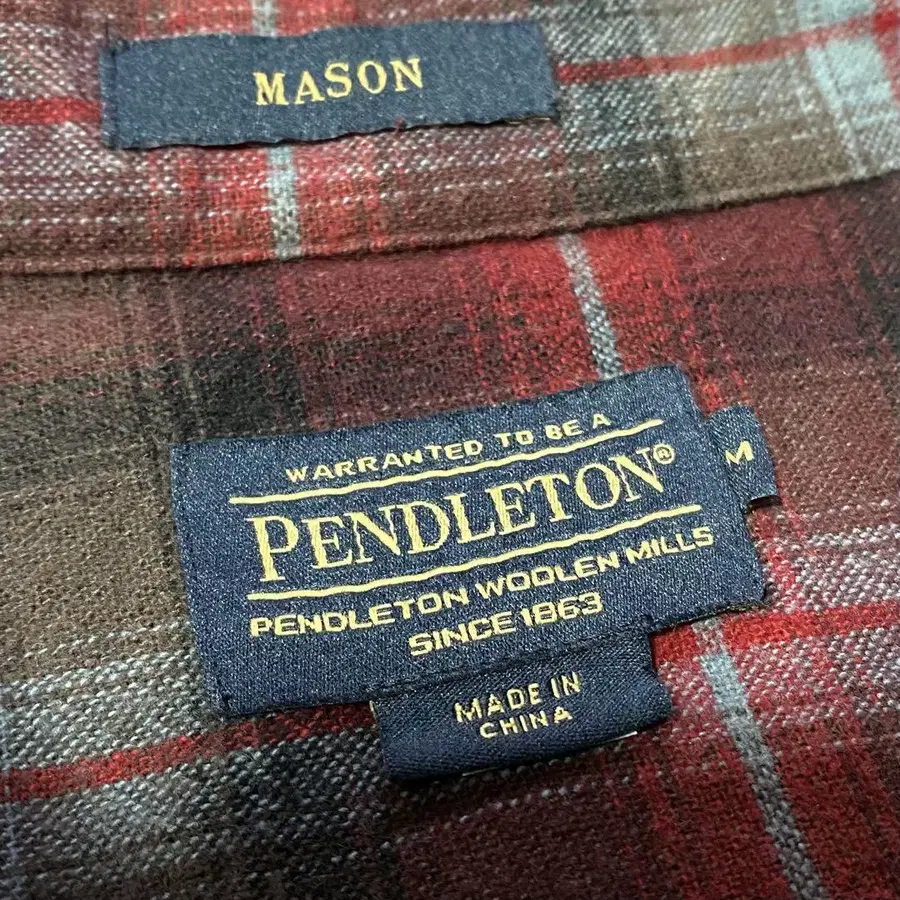 MASON
WARRANTED TO BE A
PENDLETON®
M
PENDLETON WOOLEN MILLS
SINCE 1863
MADE IN
CHINA